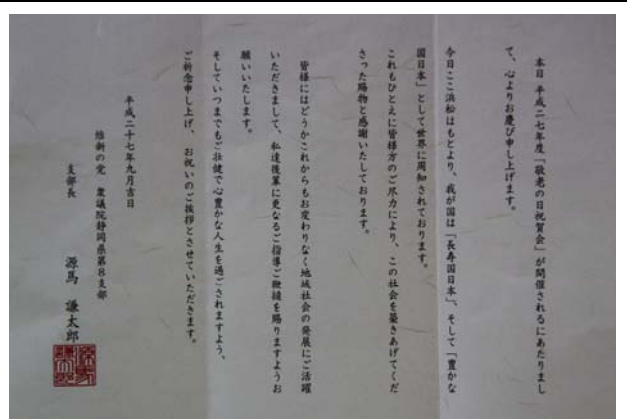 本日 平成二七年度「敬老の日祝賀会」が開催されるにあたりまし
て、心よりお慶び申し上げます。
今日ここ浜松はもとより、我が国は「長寿国日本」、そして「豊かな
国日本」として世界に周知されております。
これもひとえに皆様方のご尽力により、この社会を築きあげてくだ
さった賜物と感謝いたしております。
皆様にはどうかこれからもお変わりなく地域社会の発展にご活躍
いただきまして、私達後輩に更なるご指導ご鞭撻を賜りますようお
願いいたします。
そしていつまでもご壮健で心豊かな人生を過ごされますよう、
ご祈念申し上げ、お祝いのご挨拶とさせていただきます。
平成二十七年九月吉日
維新の党 衆議院静岡県第8支部
支部長 源馬 謙太郎